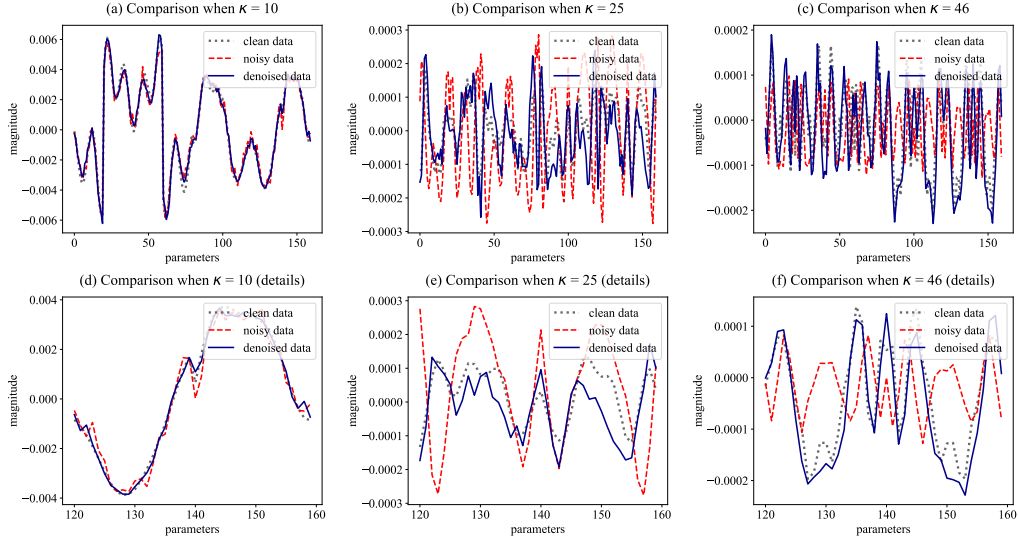 (a) Comparison when κ = 10
(b) Comparison when κ = 25
(c) Comparison when κ = 46
magnitude
0.006
0.004
0.002
0.000
−0.002
−0.004
−0.006
0
50
100
150
parameters
clean data
noisy data
denoised data
magnitude
0.0003
0.0002
0.0001
0.0000
−0.0001
−0.0002
−0.0003
0
50
100
150
parameters
clean data
noisy data
denoised data
magnitude
0.0002
0.0001
0.0000
−0.0001
−0.0002
0
50
100
150
parameters
clean data
noisy data
denoised data
(d) Comparison when κ = 10 (details)
(e) Comparison when κ = 25 (details)
(f) Comparison when κ = 46 (details)
magnitude
0.004
0.002
0.000
−0.002
−0.004
120
130
140
150
160
parameters
clean data
noisy data
denoised data
magnitude
0.0003
0.0002
0.0001
0.0000
−0.0001
−0.0002
−0.0003
120
130
140
150
160
parameters
clean data
noisy data
denoised data
magnitude
0.0001
0.0000
−0.0001
−0.0002
120
130
140
150
160
parameters
clean data
noisy data
denoised data